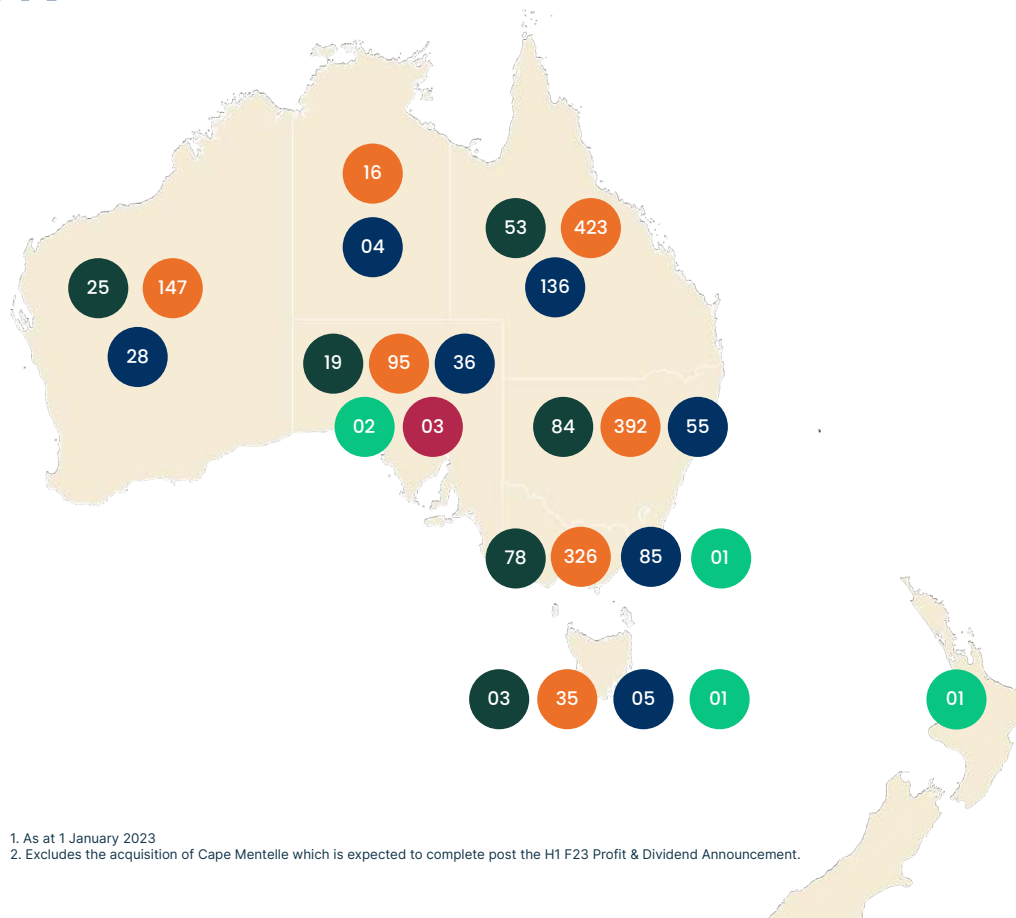 16
53 423
04
25 147
136
28
19 95 36
02 03
84 392 55
78 326 85 01
03 35 05 01
01
1. As at 1 January 2023
2. Excludes the acquisition of Cape Mentelle which is expected to complete post the H1 F23 Profit & Dividend Announcement.